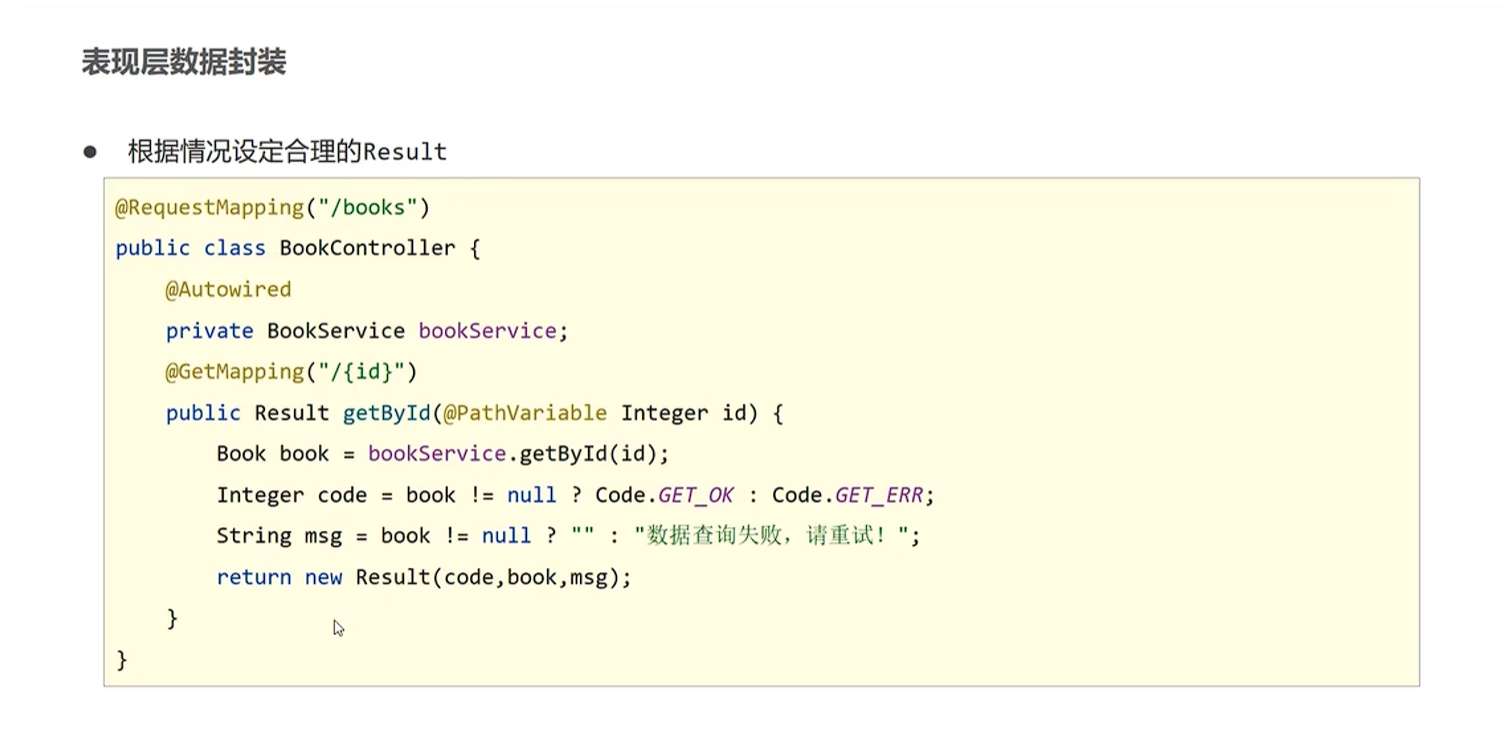 表现层数据封装
● 根据情况设定合理的Result
@RequestMapping("/books")
public class BookController {
    @Autowired
    private BookService bookService;
    @GetMapping("/{id}")
    public Result getById(@PathVariable Integer id) {
        Book book = bookService.getById(id);
        Integer code = book != null ? Code.GET_OK : Code.GET_ERR;
        String msg = book != null ? "" : "数据查询失败，请重试！";
        return new Result(code,book,msg);
    }
}